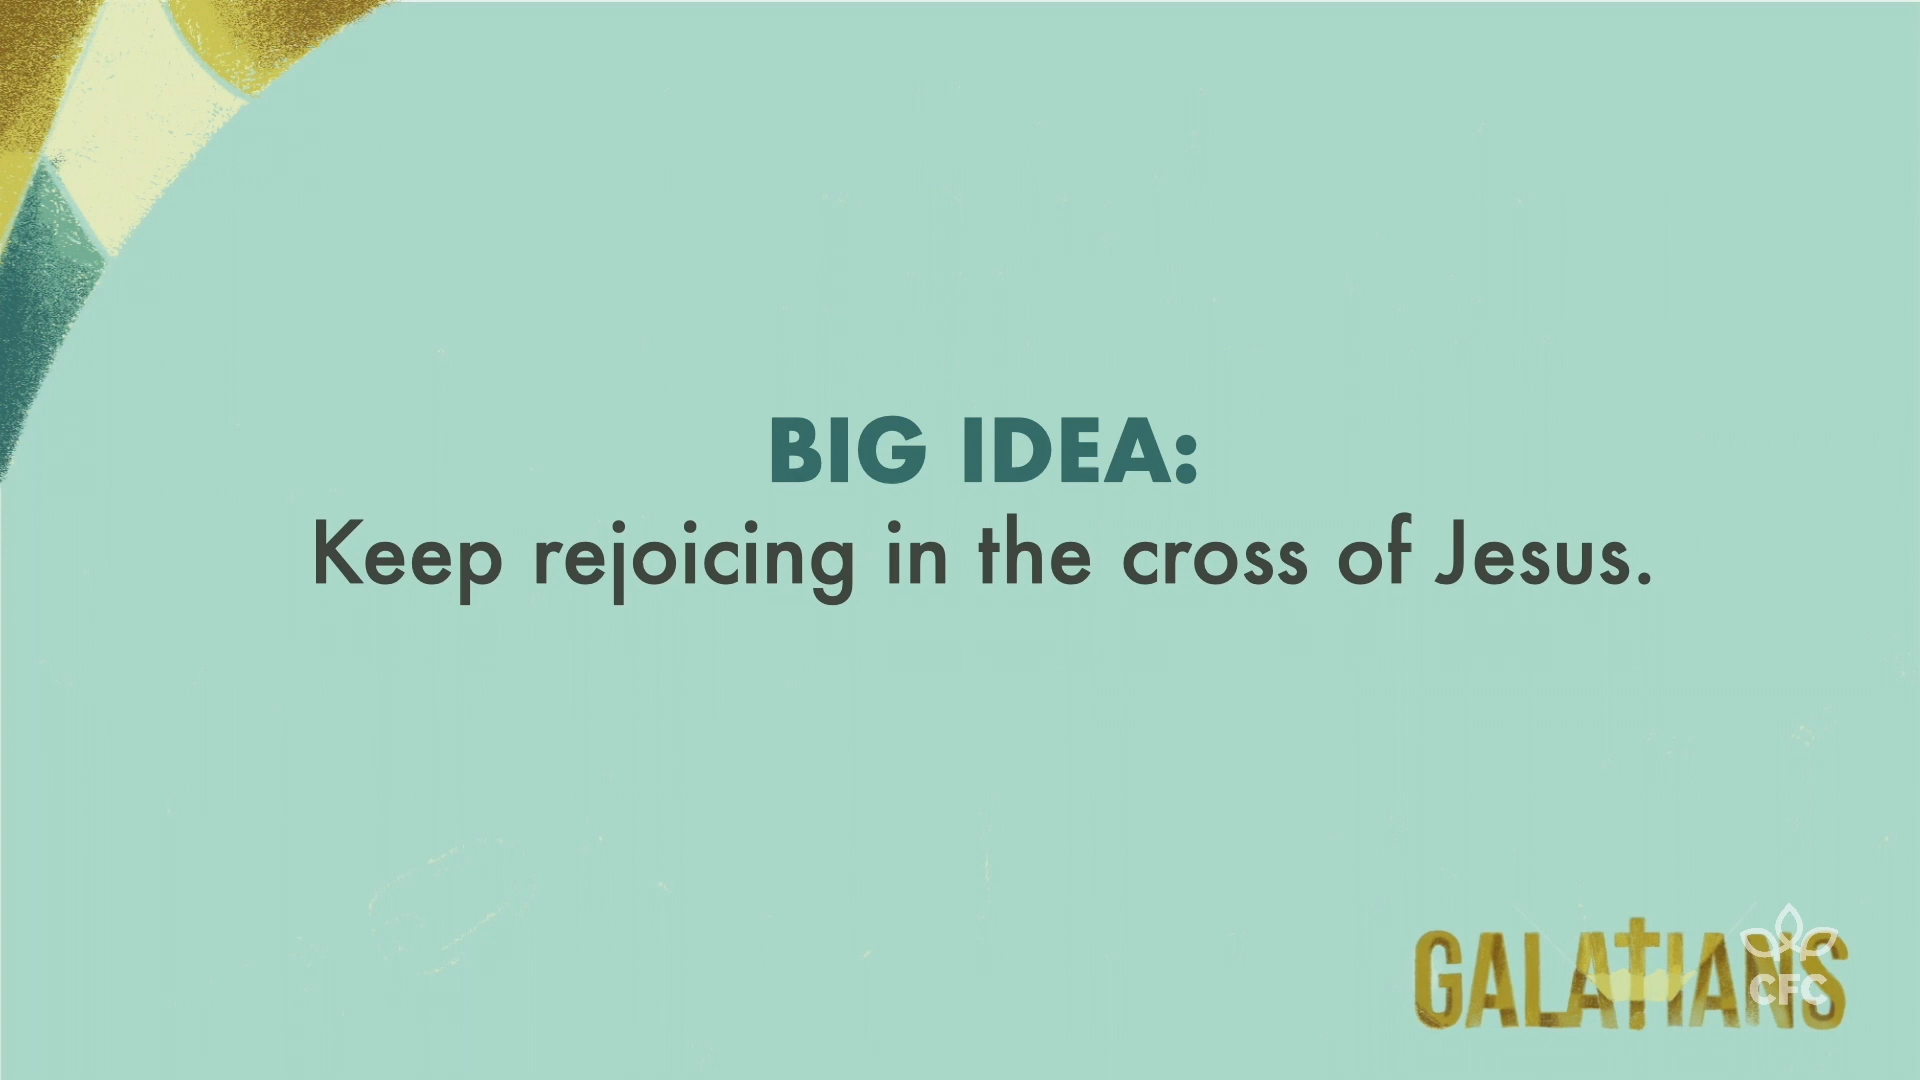 BIG IDEA:
Keep rejoicing in the cross of Jesus.
GALATIANS
CFC